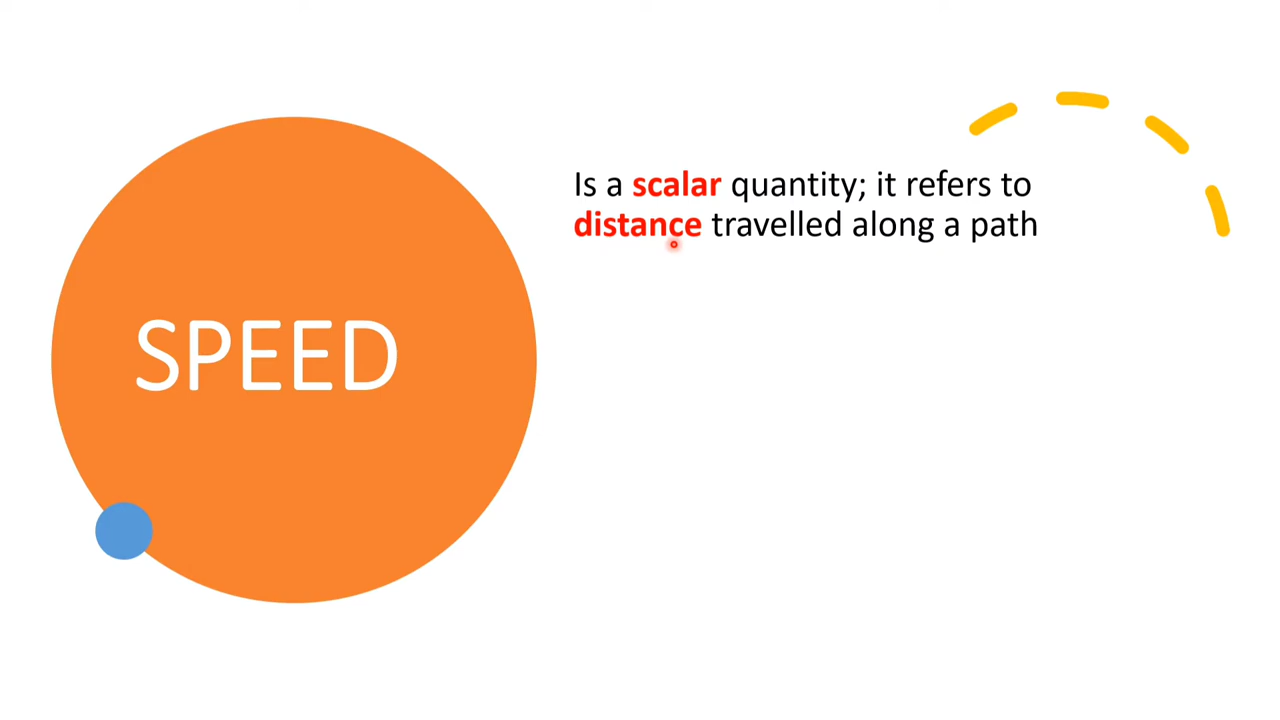 SPEED
Is a scalar quantity; it refers to
distance travelled along a path